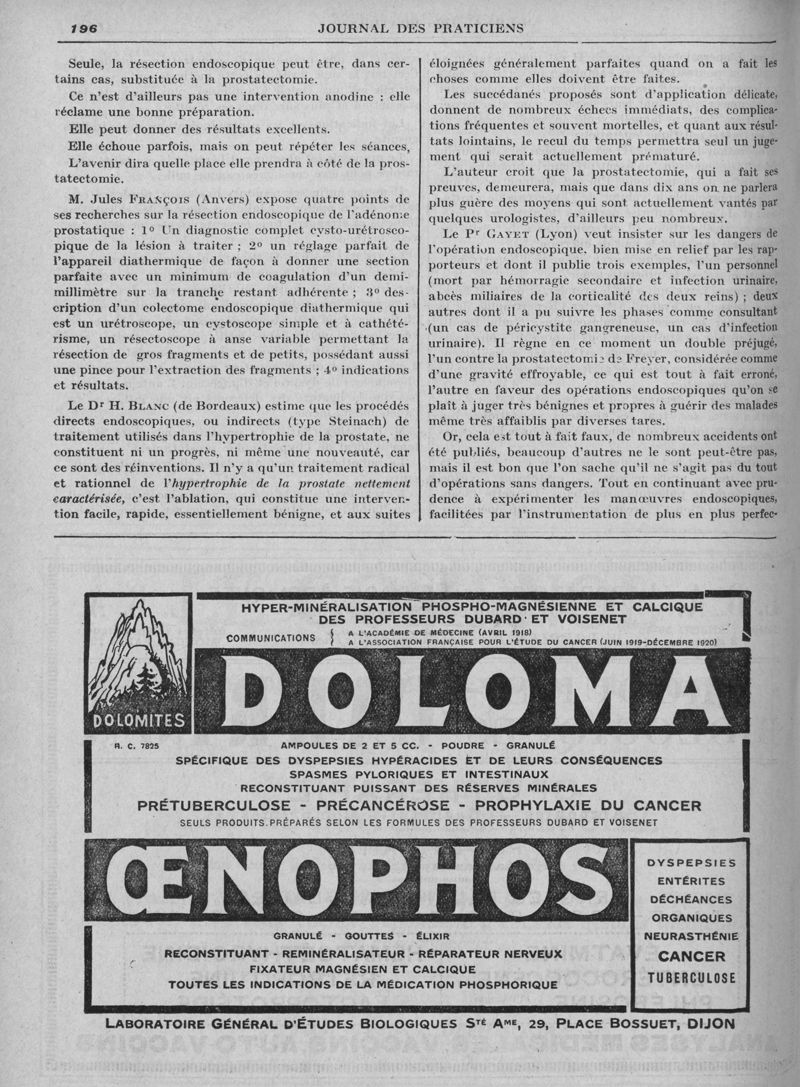 196
JOURNAL DES PRATICIENS
Seule, la résection endoscopique peut être, dans cer-
tains cas, substituée à la prostatectomie.
Ce n'est d'ailleurs pas une intervention anodine : elle
réclame une bonne préparation.
Elle peut donner des résultats excellents.
Elle échoue parfois, mais on peut répéter les séances,
L'avenir dira quelle place elle prendra à côté de la pros-
tatectomie.
M. Jules FRANÇOIS (Anvers) expose quatre points de
ses recherches sur la résection endoscopique de l'adénome
prostatique : 1º Un diagnostic complet cysto-urétrosco-
pique de la lésion à traiter ; 2º un réglage parfait de
l'appareil diathermique de façon à donner une section
parfaite avec un minimum de coagulation d'un demi-
millimètre sur la tranche restant adhérente ; 3º des-
cription d'un colectome endoscopique diathermique qui
est un urétroscope, un cystoscope simple et à cathété-
risme, un résectoscope à anse variable permettant la
résection de gros fragments et de petits, possédant aussi
une pince pour l'extraction des fragments ; 4º indications
et résultats.
Le Dr H. BLANC (de Bordeaux) estime que les procédés
directs endoscopiques, ou indirects (type Steinach) de
traitement utilisés dans l'hypertrophie de la prostate, ne
constituent ni un progrès, ni même une nouveauté, car
ce sont des réinventions. Il n'y a qu'un traitement radical
et rationnel de l'hypertrophie de la prostate nettement
caractérisée, c'est l'ablation, qui constitue une interven-
tion facile, rapide, essentiellement bénigne, et aux suites
éloignées généralement parfaites quand on a fait les
choses comme elles doivent être faites.
Les succédanés proposés sont d'application délicate,
donnent de nombreux échecs immédiats, des complica-
tions fréquentes et souvent mortelles, et quant aux résul-
tats lointains, le recul du temps permettra seul un juge-
ment qui serait actuellement prématuré.
L'auteur croit que la prostatectomie, qui a fait ses
preuves, demeurera, mais que dans dix ans on ne parlera
plus guère des moyens qui sont actuellement vantés par
quelques urologistes, d'ailleurs peu nombreux.
Le Pr GAYET (Lyon) veut insister sur les dangers de
l'opération endoscopique, bien mise en relief par les rap-
porteurs et dont il publie trois exemples, l'un personnel
(mort par hémorragie secondaire et infection urinaire,
abcès miliaires de la corticalité des deux reins) ; deux
autres dont il a pu suivre les phases comme consultant
(un cas de péricystite gangreneuse, un cas d'infection
urinaire). Il règne en ce moment un double préjugé,
l'un contre la prostatectomie de Freyer, considérée comme
d'une gravité effroyable, ce qui est tout à fait erroné,
l'autre en faveur des opérations endoscopiques qu'on se
plaît à juger très bénignes et propres à guérir des malades
même très affaiblis par diverses tares.
Or, cela est tout à fait faux, de nombreux accidents ont
été publiés, beaucoup d'autres ne le sont peut-être pas,
mais il est bon que l'on sache qu'il ne s'agit pas du tout
d'opérations sans dangers. Tout en continuant avec pru-
dence à expérimenter les manœuvres endoscopiques,
facilitées par l'instrumentation de plus en plus perfec-
DOLOMITES
HYPER-MINÉRALISATION PHOSPHO-MAGNÉSIENNE ET CALCIQUE
DES PROFESSEURS DUBARD ET VOISENET
COMMUNICATIONS { A L'ACADÉMIE DE MÉDECINE (AVRIL 1918)
A L'ASSOCIATION FRANÇAISE POUR L'ÉTUDE DU CANCER (JUIN 1919-DÉCEMBRE 1920)
DOLOMA
R. C. 7825
AMPOULES DE 2 ET 5 CC. - POUDRE - GRANULÉ
SPÉCIFIQUE DES DYSPEPSIES HYPÉRACIDES ET DE LEURS CONSÉQUENCES
SPASMES PYLORIQUES ET INTESTINAUX
RECONSTITUANT PUISSANT DES RÉSERVES MINÉRALES
PRÉTUBERCULOSE - PRÉCANCÉROSE - PROPHYLAXIE DU CANCER
SEULS PRODUITS PRÉPARÉS SELON LES FORMULES DES PROFESSEURS DUBARD ET VOISENET
ŒNOPHOS
GRANULÉ - GOUTTES - ÉLIXIR
RECONSTITUANT - REMINÉRALISATEUR - RÉPARATEUR NERVEUX
FIXATEUR MAGNÉSIEN ET CALCIQUE
TOUTES LES INDICATIONS DE LA MÉDICATION PHOSPHORIQUE
DYSPEPSIES
ENTÉRITES
DÉCHÉANCES
ORGANIQUES
NEURASTHÉNIE
CANCER
TUBERCULOSE
LABORATOIRE GÉNÉRAL D'ÉTUDES BIOLOGIQUES STÉ AME, 29, PLACE BOSSUET, DIJON